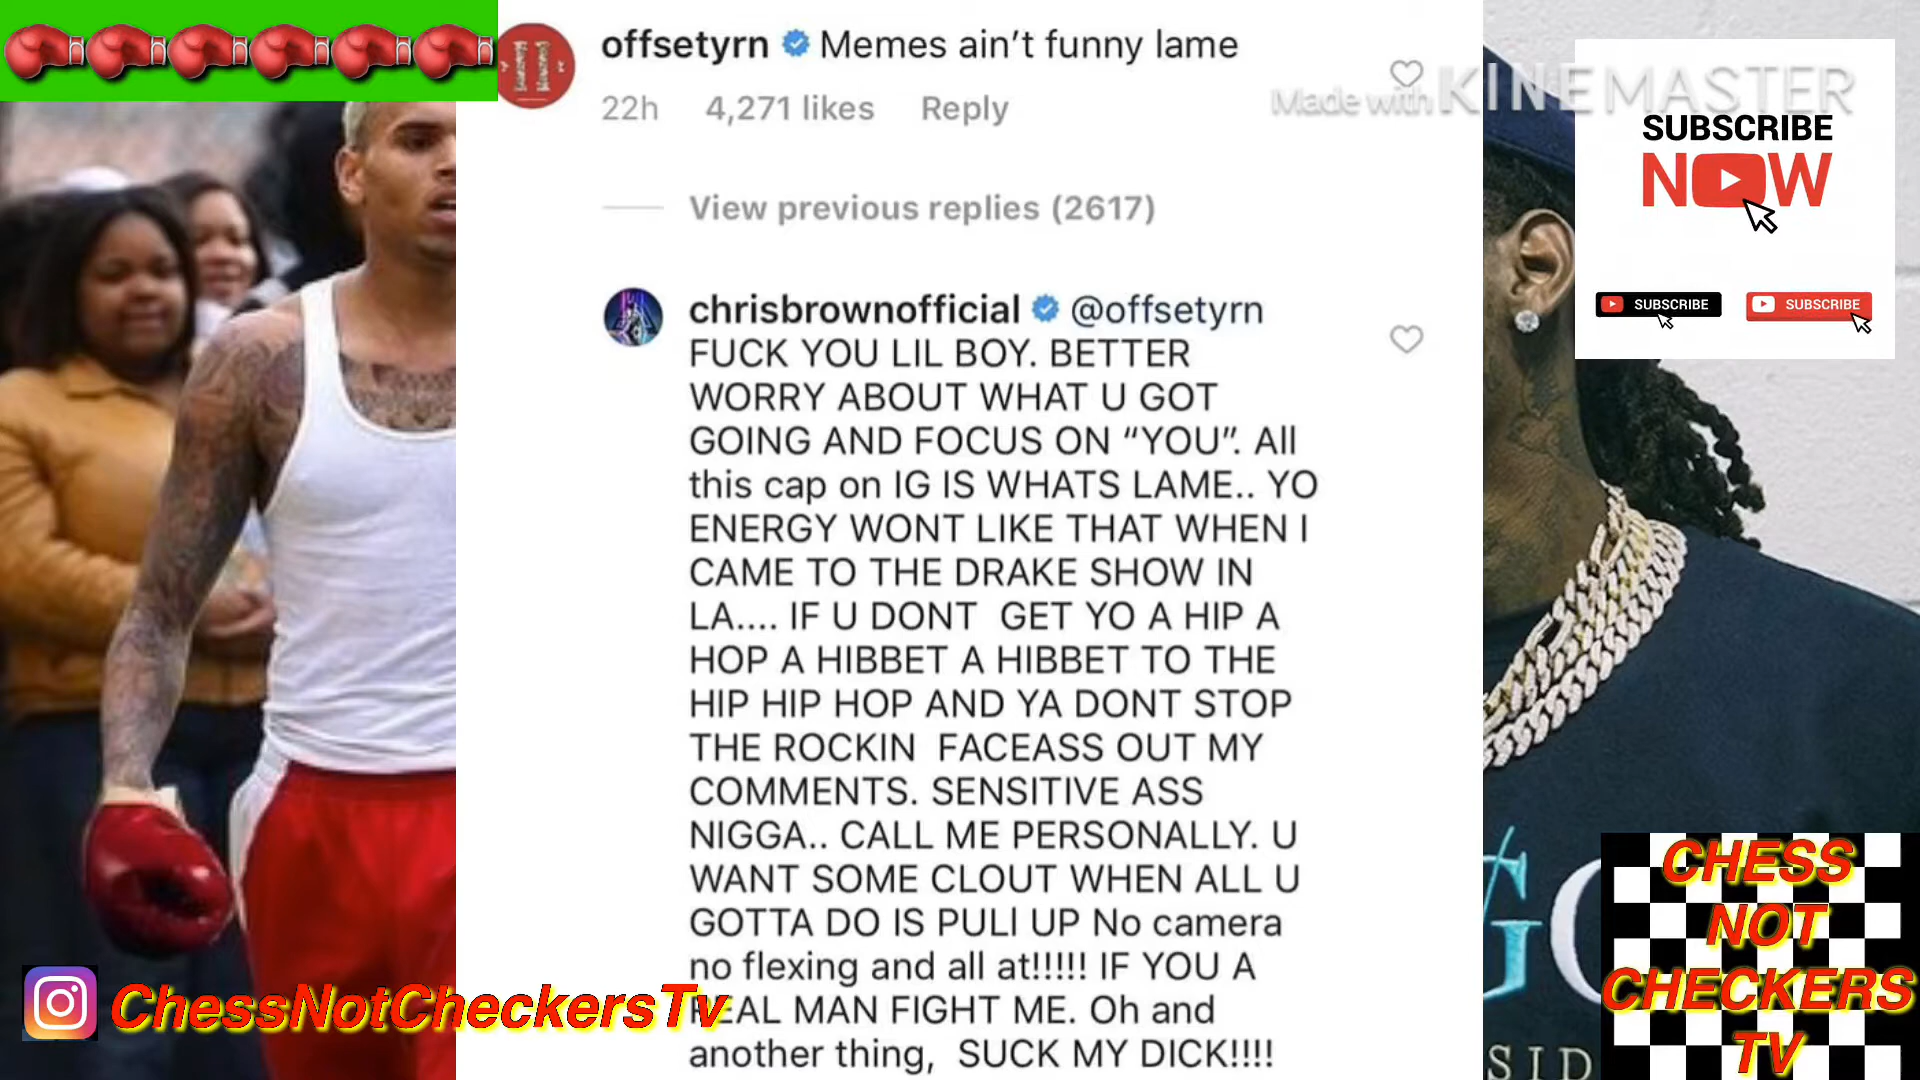 offsetyrn Memes ain't funny lame
22h 4,271 likes Reply
View previous replies (2617)
chrisbrownofficial @offsetyrn
FUCK YOU LIL BOY. BETTER
WORRY ABOUT WHAT U GOT
GOING AND FOCUS ON “YOU”. All
this cap on IG IS WHATS LAME.. YO
ENERGY WONT LIKE THAT WHEN I
CAME TO THE DRAKE SHOW IN
LA.... IF U DONT GET YO A HIP A
HOP A HIBBET A HIBBET TO THE
HIP HIP HOP AND YA DONT STOP
THE ROCKIN FACEASS OUT MY
COMMENTS. SENSITIVE ASS
NIGGA.. CALL ME PERSONALLY. U
WANT SOME CLOUT WHEN ALL U
GOTTA DO IS PULl UP No camera
no flexing and all at!!!!! IF YOU A
REAL MAN FIGHT ME. Oh and
another thing, SUCK MY DICK!!!!
Made with KINEMASTER
SUBSCRIBE
NOW
SUBSCRIBE
SUBSCRIBE
CHESS
NOT
CHECKERS
TV
ChessNotCheckersTv
SID